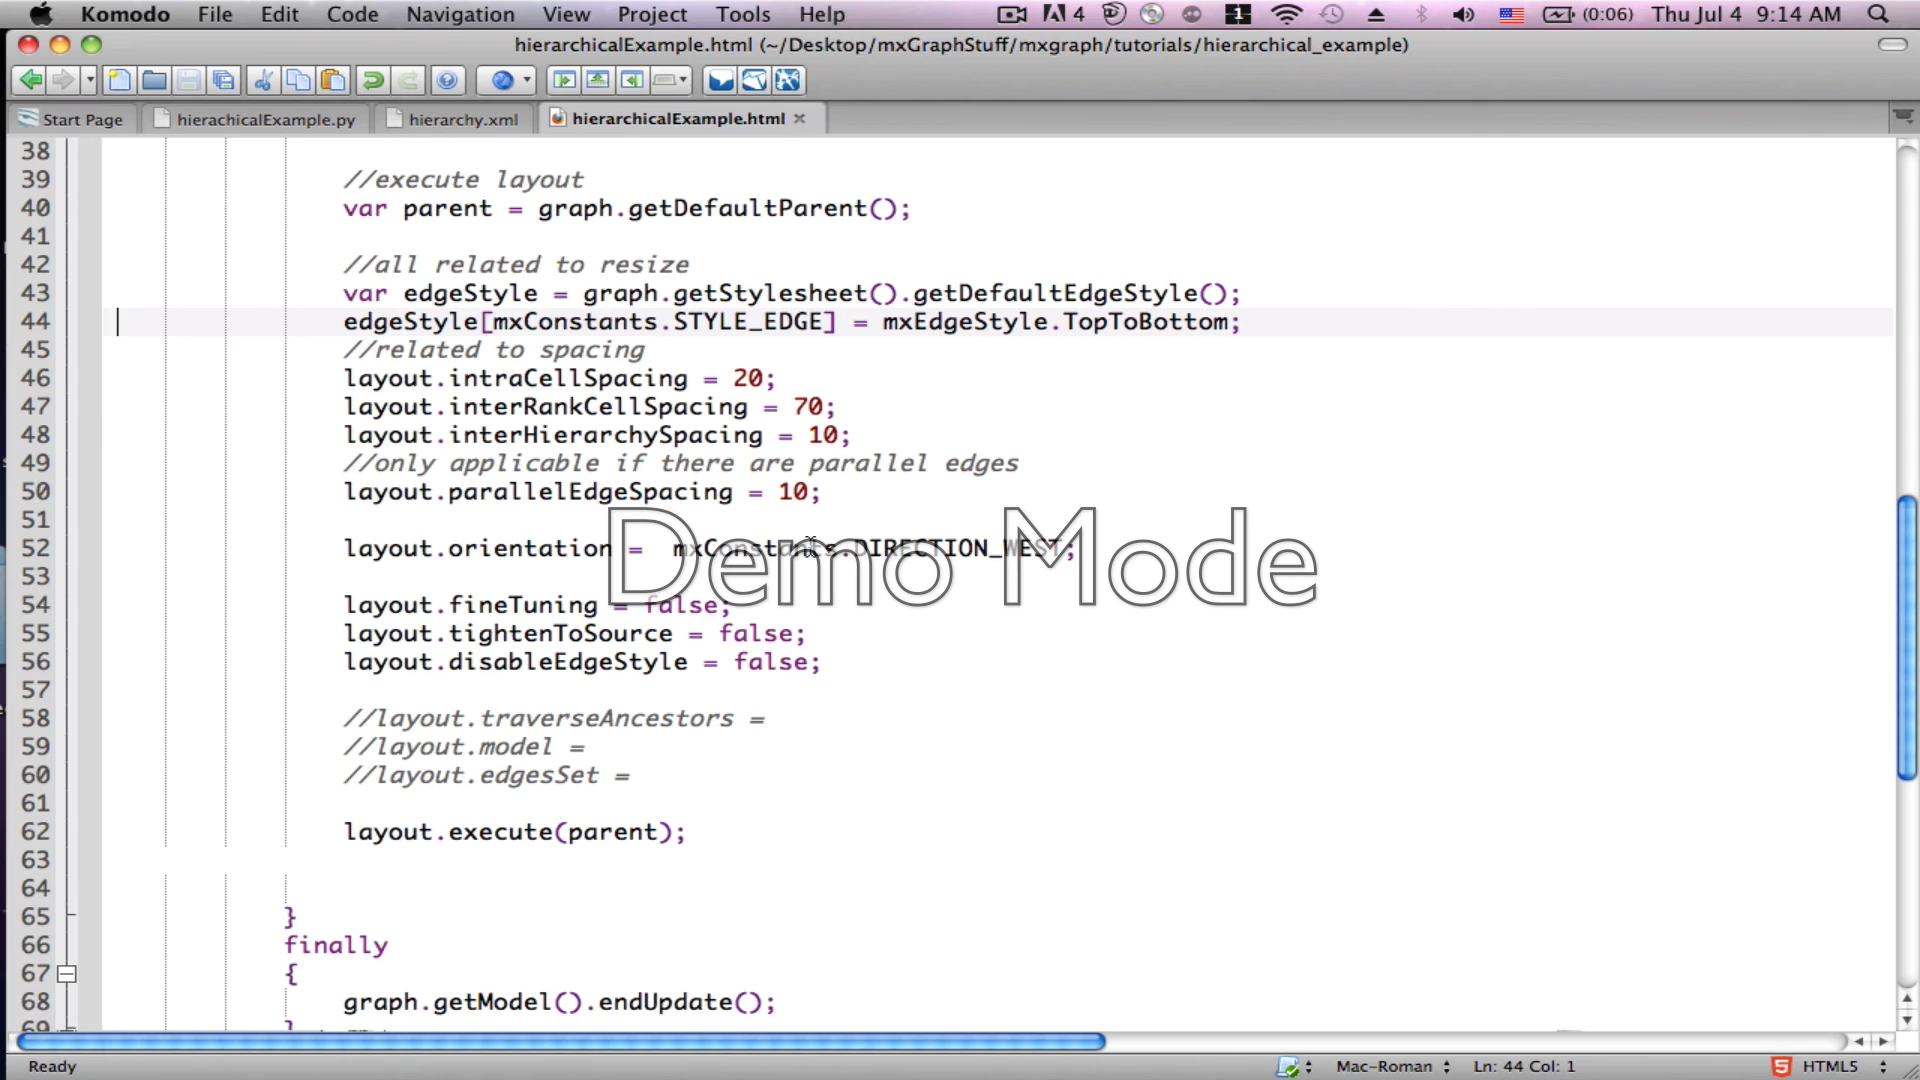 Komodo File Edit Code Navigation View Project Tools Help 4 1 (0:06) Thu Jul 4 9:14 AM
hierarchicalExample.html (~/Desktop/mxGraphStuff/mxgraph/tutorials/hierarchical_example)
Start Page hierachicalExample.py hierarchy.xml hierarchicalExample.html
38
39 //execute layout
40 var parent = graph.getDefaultParent();
41
42 //all related to resize
43 var edgeStyle = graph.getStylesheet().getDefaultEdgeStyle();
44 edgeStyle[mxConstants.STYLE_EDGE] = mxEdgeStyle.TopToBottom;
45 //related to spacing
46 layout.intraCellSpacing = 20;
47 layout.interRankCellSpacing = 70;
48 layout.interHierarchySpacing = 10;
49 //only applicable if there are parallel edges
50 layout.parallelEdgeSpacing = 10;
51
52 layout.orientation = mxConstants.DIRECTION_WEST;
Demo Mode
53
54 layout.fineTuning = false;
55 layout.tightenToSource = false;
56 layout.disableEdgeStyle = false;
57
58 //layout.traverseAncestors =
59 //layout.model =
60 //layout.edgesSet =
61
62 layout.execute(parent);
63
64
65 }
66 finally
67 {
68 graph.getModel().endUpdate();
69 }
Ready Mac-Roman Ln: 44 Col: 1 HTML5